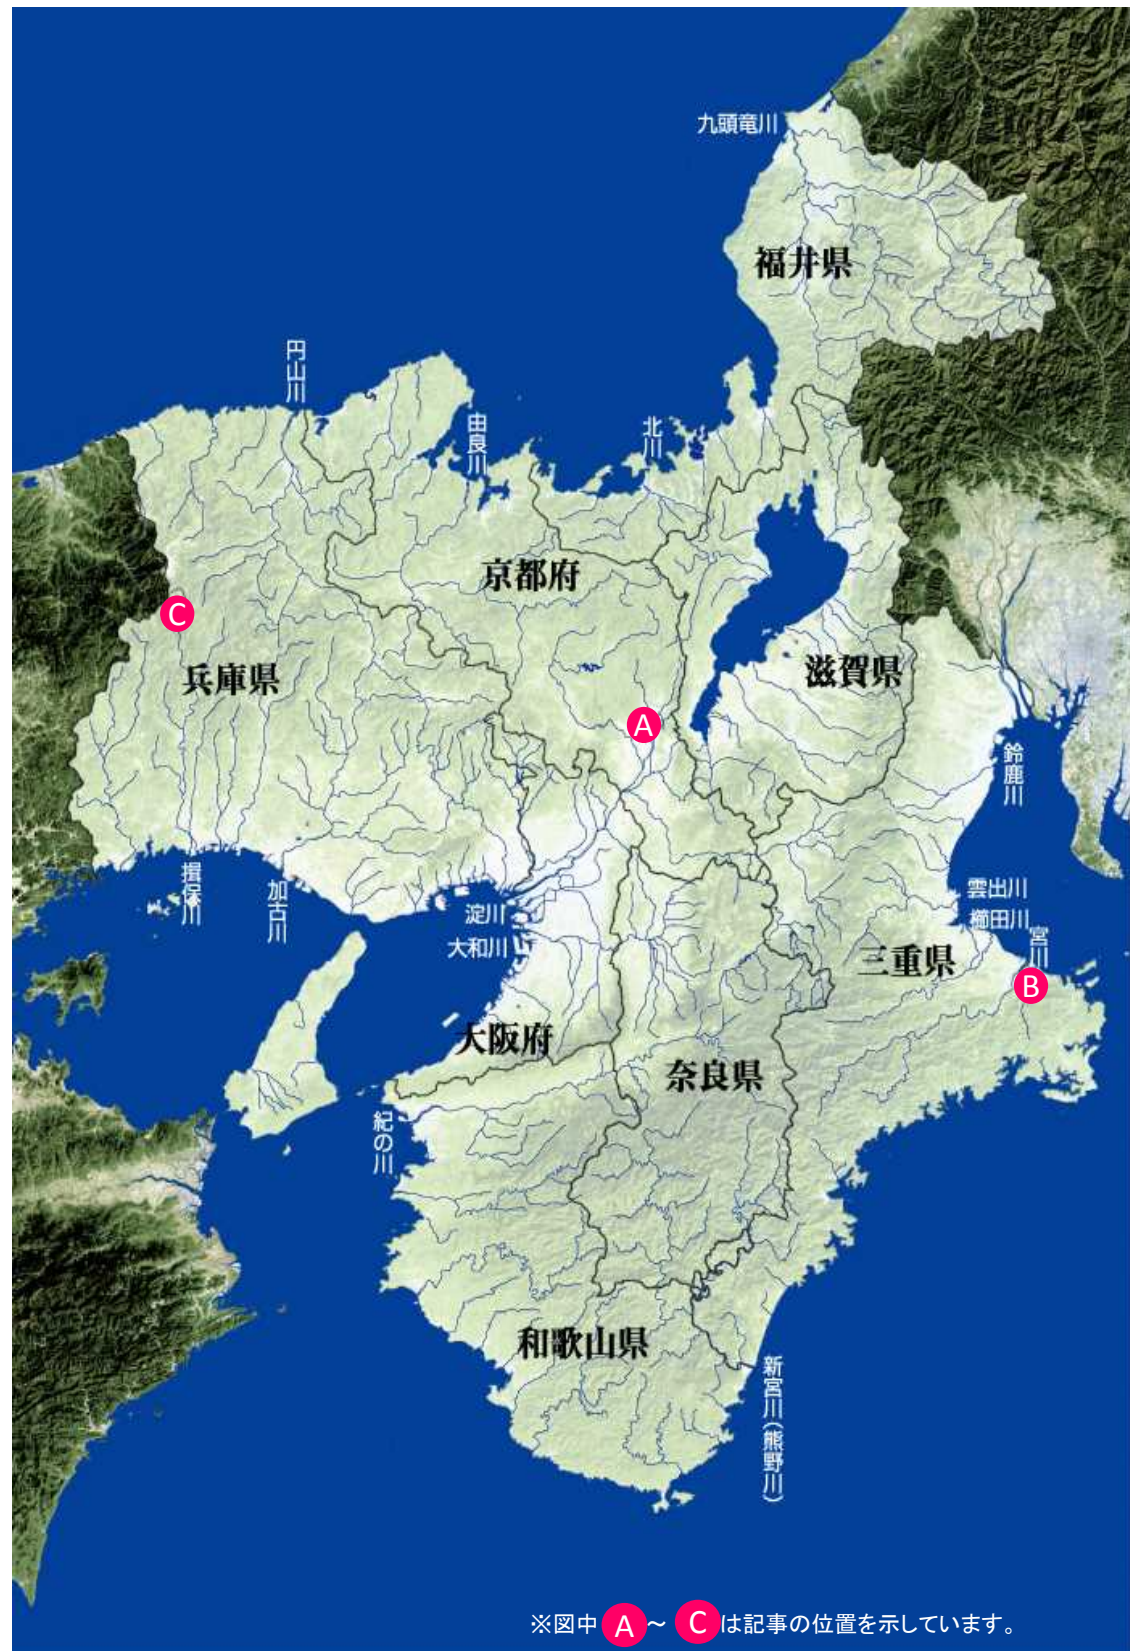 九頭竜川
福井県
円山川
由良川
北川
京都府
C
兵庫県
滋賀県
A
鈴鹿川
揖保川
加古川
淀川
大和川
雲出川
櫛田川
宮川
三重県
B
大阪府
奈良県
紀の川
和歌山県
新宮川(熊野川)
※図中 A ～ C は記事の位置を示しています。